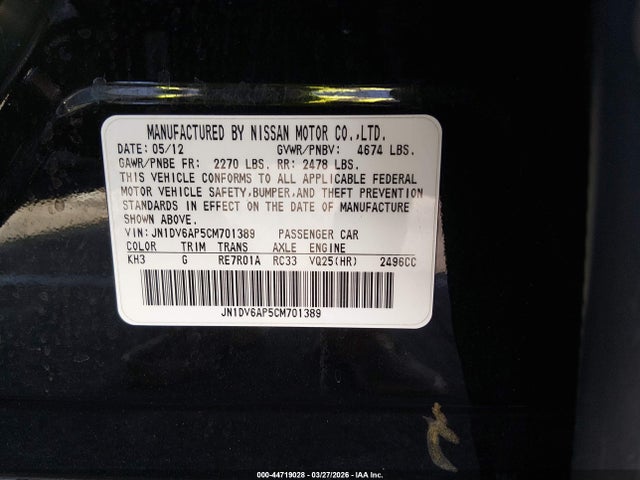 MANUFACTURED BY NISSAN MOTOR CO.,LTD.
DATE: 05/12 GVWR/PNBV: 4674 LBS.
GAWR/PNBE FR: 2270 LBS. RR: 2478 LBS.
THIS VEHICLE CONFORMS TO ALL APPLICABLE FEDERAL
MOTOR VEHICLE SAFETY,BUMPER,AND THEFT PREVENTION
STANDARDS IN EFFECT ON THE DATE OF MANUFACTURE
SHOWN ABOVE.
VIN: JN1DV6AP5CM701389 PASSENGER CAR
COLOR TRIM TRANS AXLE ENGINE
KH3 G RE7R01A RC33 VQ25(HR) 2496CC
JN1DV6AP5CM701389
000-44719028 | 03/27/2026 | IAA Inc.